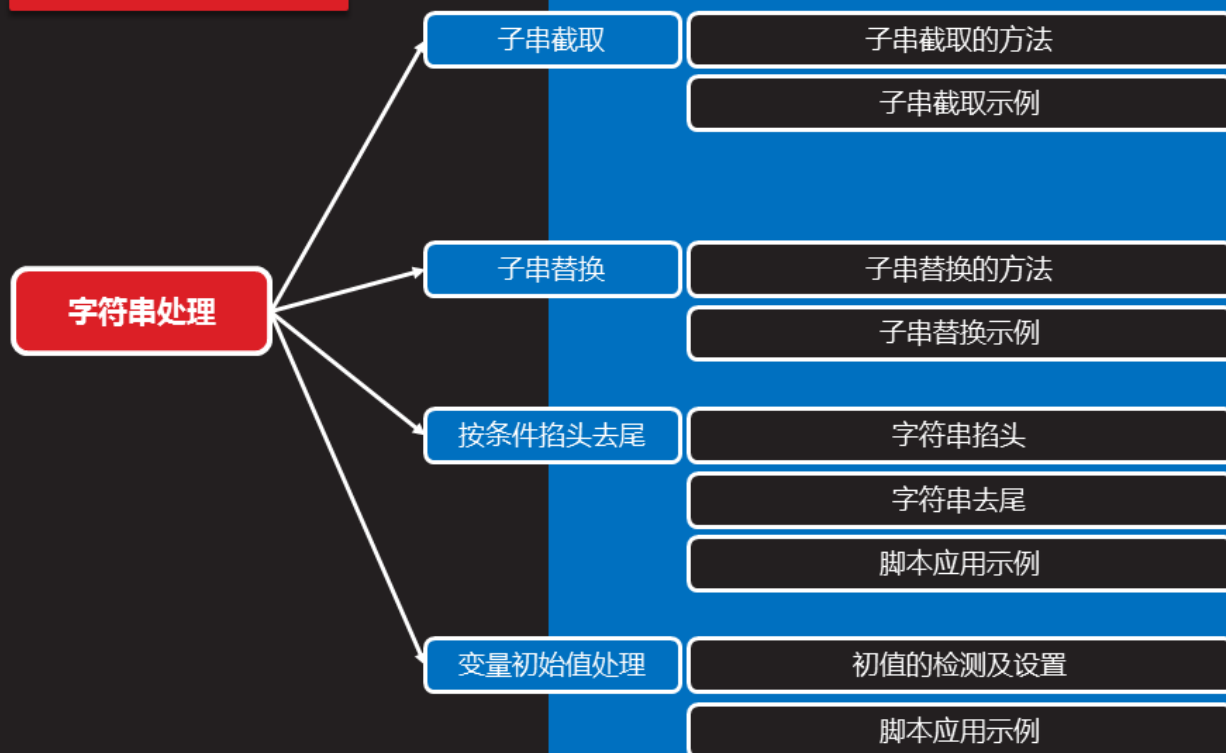 子串截取
子串截取的方法
子串截取示例
子串替换
子串替换的方法
子串替换示例
字符串处理
按条件掐头去尾
字符串掐头
字符串去尾
脚本应用示例
变量初始值处理
初值的检测及设置
脚本应用示例